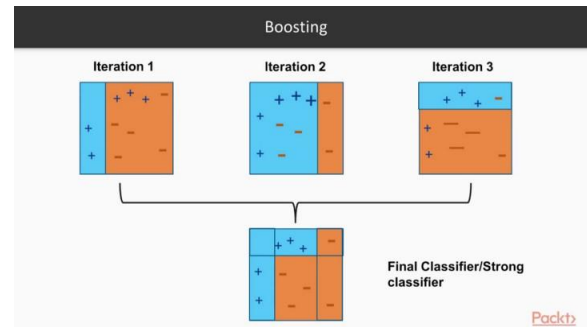 Boosting
Iteration 1
Iteration 2
Iteration 3
Final Classifier/Strong
classifier
Packt>